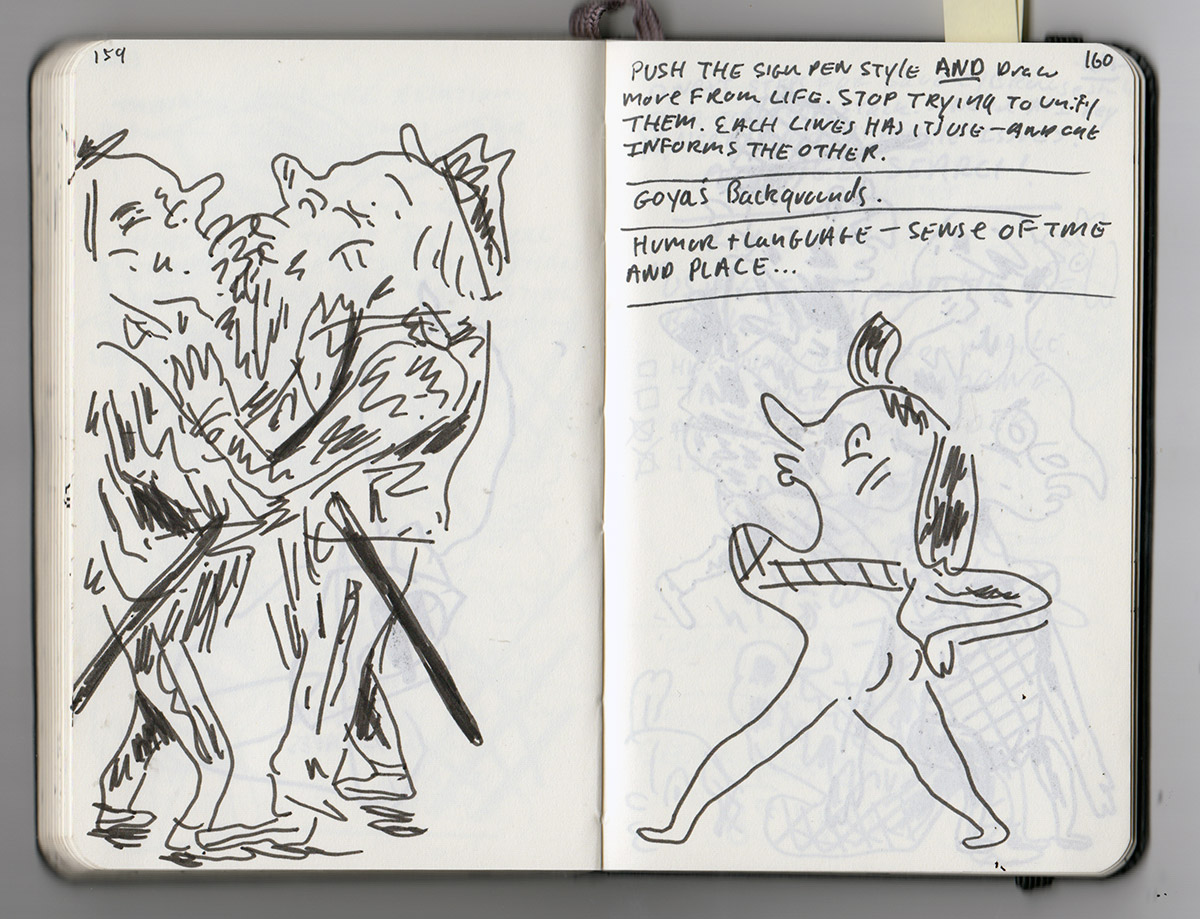 159
160
PUSH THE SIGN PEN STYLE AND Draw
more FROM LIFE. STOP TRYING TO UNIFY
THEM. EACH LINES HAS ITS USE — AND ONE
INFORMS THE OTHER.
GOYA'S Backgrounds.
HUMOR + LANGUAGE — SENSE OF TIME
AND PLACE...